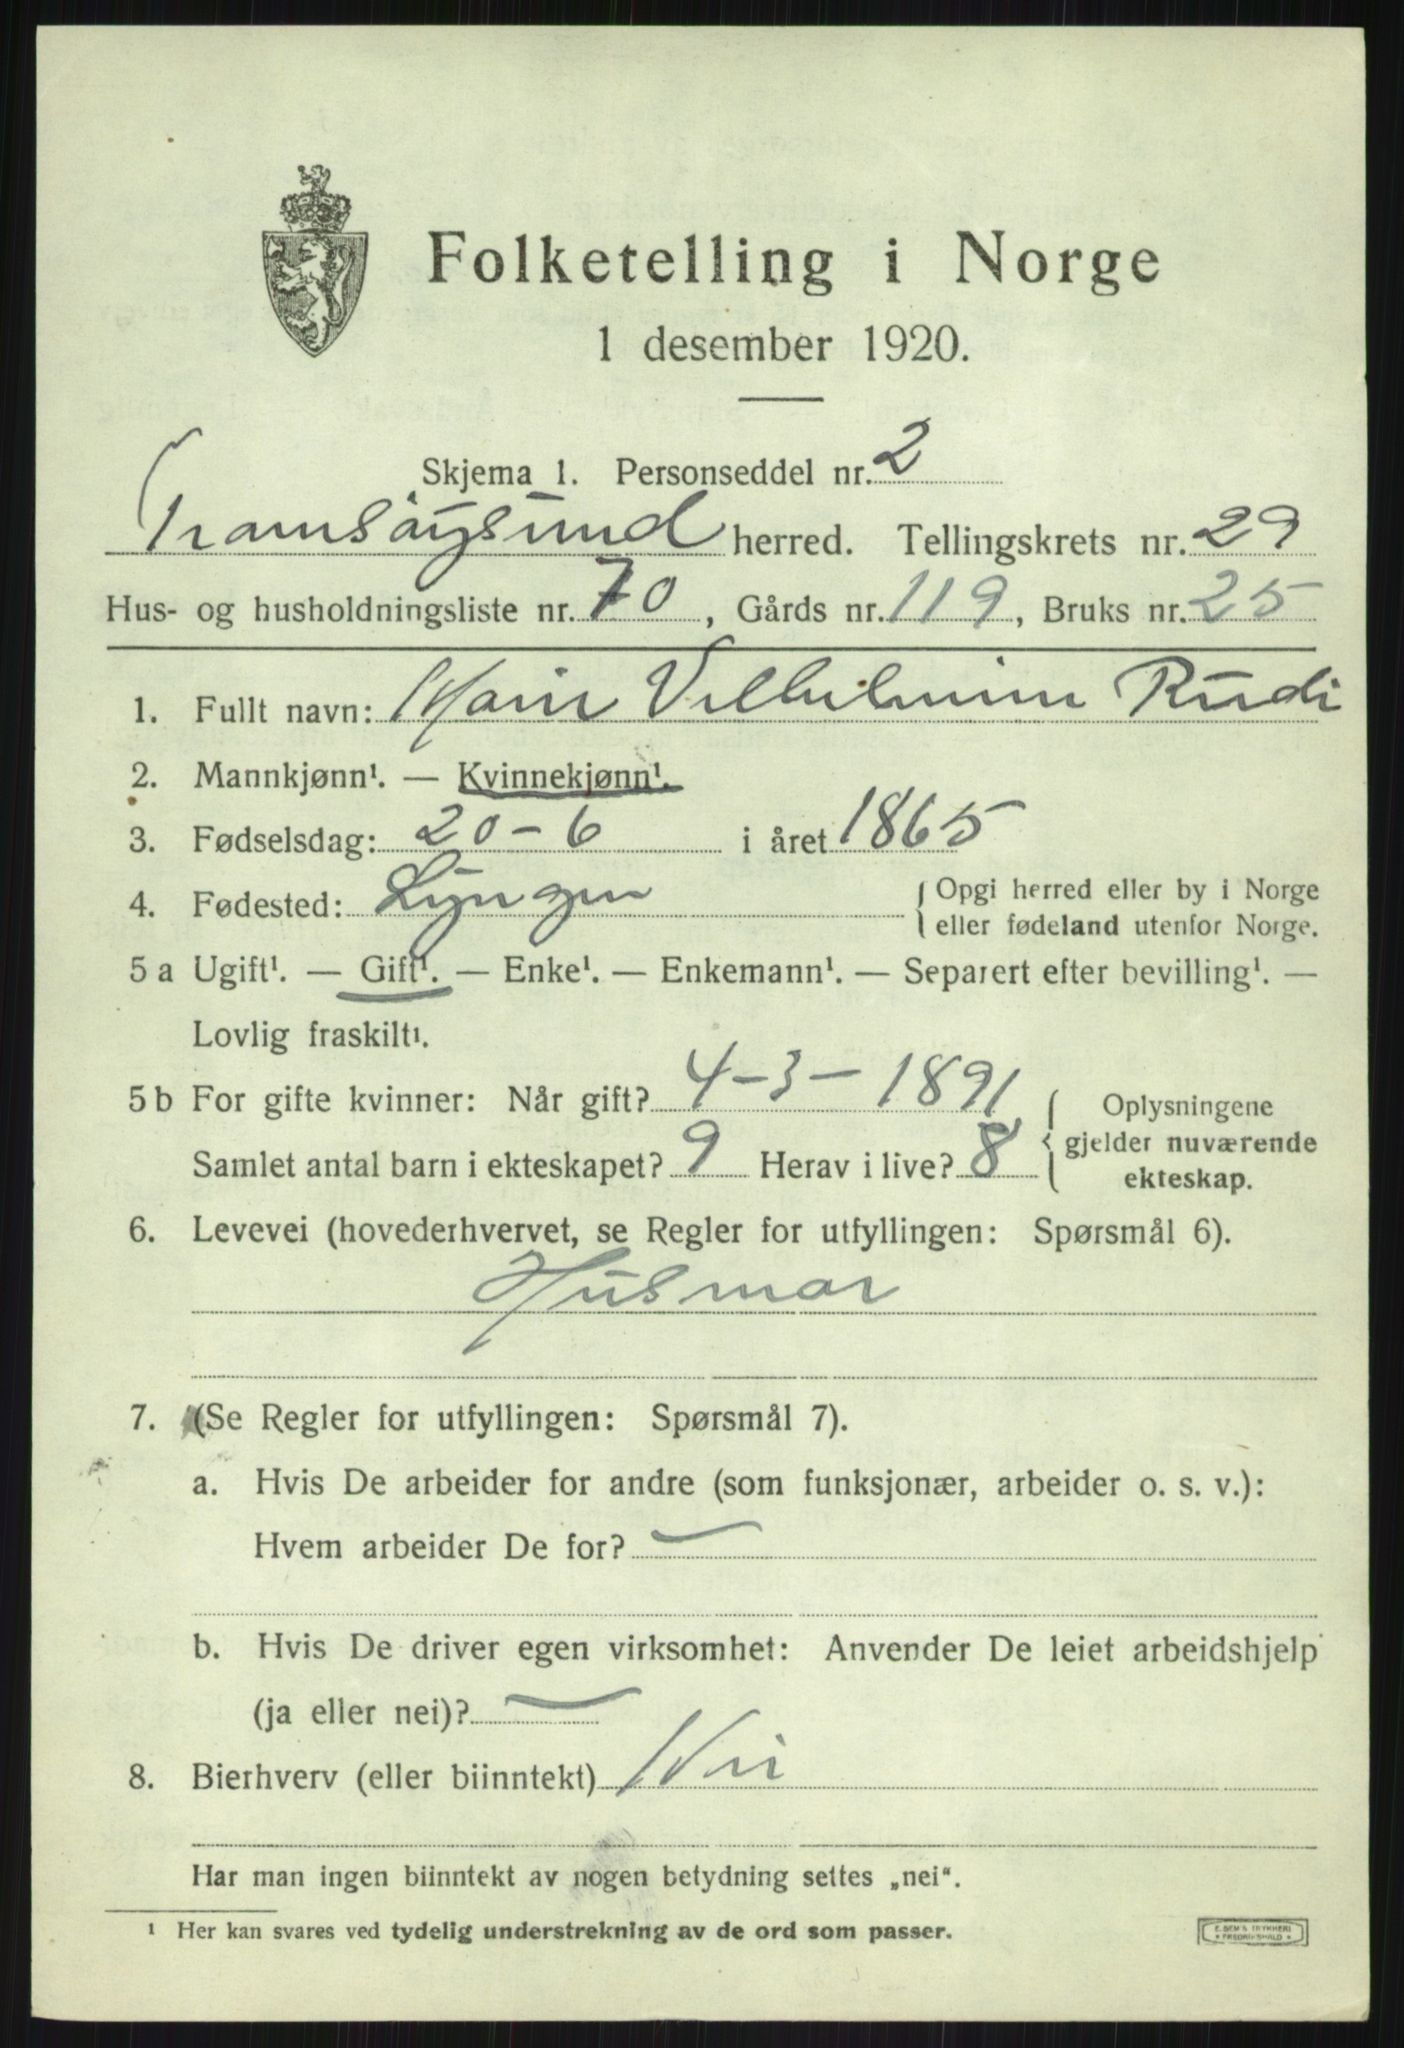 Folketelling i Norge
1 desember 1920.
Skjema 1. Personseddel nr. 2
Tromsøysund herred. Tellingskrets nr. 29
Hus- og husholdningsliste nr. 70, Gårds nr. 119, Bruks nr. 25
1. Fullt navn: Marie Vilhelmine Rudi
2. Mannkjønn¹. — Kvinnekjønn¹.
3. Fødselsdag: 20-6 i året 1865
4. Fødested: Lyngen { Opgi herred eller by i Norge
eller fødeland utenfor Norge.
5 a Ugift¹. — Gift¹. — Enke¹. — Enkemann¹. — Separert efter bevilling¹. —
Lovlig fraskilt¹.
5 b For gifte kvinner: Når gift? 4-3-1891
Samlet antal barn i ekteskapet? 9 Herav i live? 8
{ Oplysningene
gjelder nuværende
ekteskap.
6. Levevei (hovederhvervet, se Regler for utfyllingen: Spørsmål 6).
Husmor
7. (Se Regler for utfyllingen: Spørsmål 7).
a. Hvis De arbeider for andre (som funksjonær, arbeider o. s. v.):
Hvem arbeider De for? —
b. Hvis De driver egen virksomhet: Anvender De leiet arbeidshjelp
(ja eller nei)? —
8. Bierhverv (eller biinntekt) Nei
Har man ingen biinntekt av nogen betydning settes „nei“.
¹ Her kan svares ved tydelig understrekning av de ord som passer.
E. SEM'S TRYKKERI
* FREDRIKSHALD *